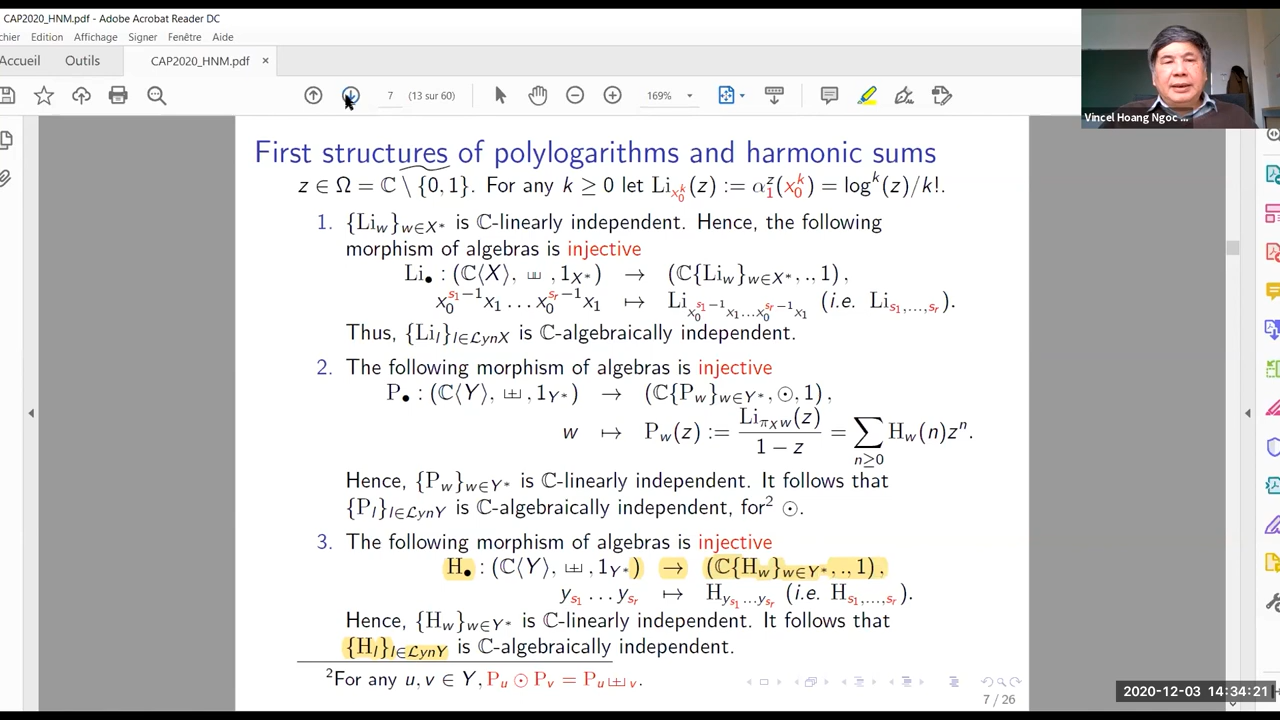 CAP2020_HNM.pdf - Adobe Acrobat Reader DC
chier Edition Affichage Signer Fenêtre Aide
Accueil Outils CAP2020_HNM.pdf ×
7 (13 sur 60) 169%
Vincel Hoang Ngoc ...
First structures of polylogarithms and harmonic sums
z ∈ Ω = ℂ \ {0, 1}. For any k ≥ 0 let Li_{x_0^k}(z) := α_1^z(x_0^k) = log^k(z)/k!.
1. {Li_w}_{w∈X*} is ℂ-linearly independent. Hence, the following
morphism of algebras is injective
Li_• : (ℂ⟨X⟩, ⧢, 1_{X*}) → (ℂ{Li_w}_{w∈X*}, ., 1),
x_0^{s_1−1}x_1 … x_0^{s_r−1}x_1 ↦ Li_{x_0^{s_1−1}x_1…x_0^{s_r−1}x_1} (i.e. Li_{s_1,…,s_r}).
Thus, {Li_l}_{l∈LynX} is ℂ-algebraically independent.
2. The following morphism of algebras is injective
P_• : (ℂ⟨Y⟩, ⧺, 1_{Y*}) → (ℂ{P_w}_{w∈Y*}, ⊙, 1),
w ↦ P_w(z) := Li_{π_X w}(z) / (1 − z) = ∑_{n≥0} H_w(n)z^n.
Hence, {P_w}_{w∈Y*} is ℂ-linearly independent. It follows that
{P_l}_{l∈LynY} is ℂ-algebraically independent, for² ⊙.
3. The following morphism of algebras is injective
H_• : (ℂ⟨Y⟩, ⧺, 1_{Y*}) → (ℂ{H_w}_{w∈Y*}, ., 1),
y_{s_1} … y_{s_r} ↦ H_{y_{s_1}…y_{s_r}} (i.e. H_{s_1,…,s_r}).
Hence, {H_w}_{w∈Y*} is ℂ-linearly independent. It follows that
{H_l}_{l∈LynY} is ℂ-algebraically independent.
²For any u, v ∈ Y, P_u ⊙ P_v = P_{u ⧺ v}.
7 / 26
2020-12-03 14:34:21